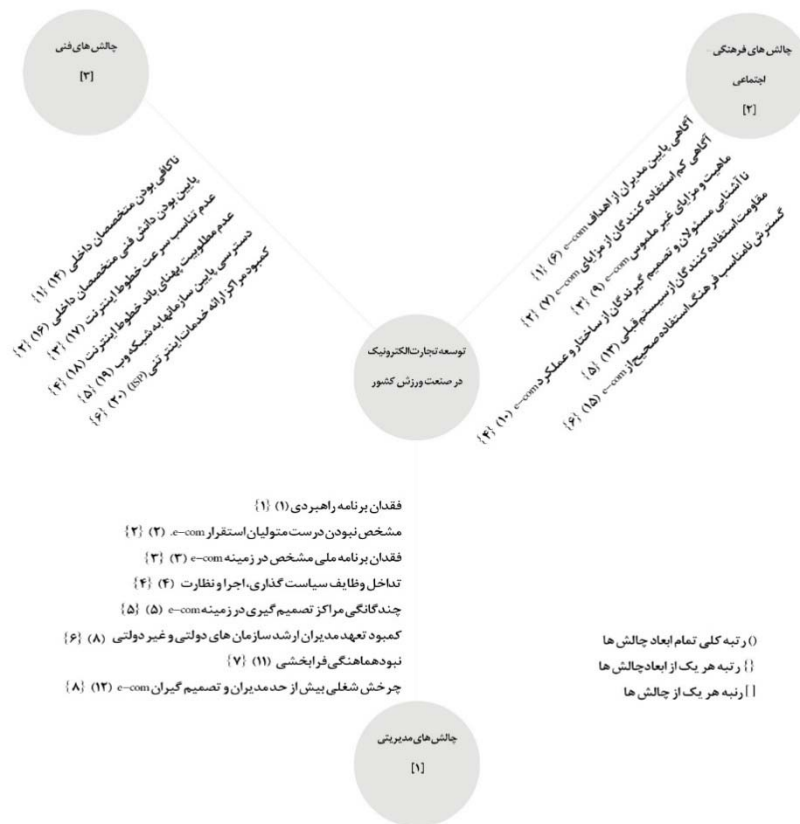 چالش های فنی
[۳]
چالش های فرهنگی -
اجتماعی
[۲]
ناکافی بودن متخصصان داخلی (۱۴) {۱}
پایین بودن دانش فنی متخصصان داخلی (۱۶) {۲}
عدم تناسب سرعت خطوط اینترنت (۱۷) {۳}
عدم مطلوبیت پهنای باند خطوط اینترنت (۱۸) {۴}
دسترسی پایین سازمانها به شبکه وب (۱۹) {۵}
کمبود مراکز ارائه خدمات اینتر نتی (ISP) (۲۰) {۶}
آگاهی پایین مدیران از اهداف e-com (۶) {۱}
آگاهی کم استفاده کنندگان از مزایای e-com (۷) {۲}
ماهیت و مزایای غیر ملموس e-com (۹) {۳}
نا آشنایی مسئولان و تصمیم گیرندگان از ساختار و عملکرد e-com (۱۰) {۴}
مقاومت استفاده کنندگان از سیستم قبلی (۱۳) {۵}
گسترش نامناسب فرهنگ استفاده صحیح از e-com (۱۵) {۶}
توسعه تجارت الکترونیک
در صنعت ورزش کشور
فقدان برنامه راهبردی (۱) {۱}
مشخص نبودن درست متولیان استقرار e-com. (۲) {۲}
فقدان برنامه ملی مشخص در زمینه e-com (۳) {۳}
تداخل وظایف سیاست گذاری، اجرا و نظارت (۴) {۴}
چندگانگی مراکز تصمیم گیری در زمینه e-com (۵) {۵}
کمبود تعهد مدیران ارشد سازمان های دولتی و غیر دولتی (۸) {۶}
نبود هماهنگی فرابخشی (۱۱) {۷}
چرخش شغلی بیش از حد مدیران و تصمیم گیران e-com (۱۲) {۸}
() رتبه کلی تمام ابعاد چالش ها
{} رتبه هر یک از ابعاد چالش ها
[] رتبه هر یک از چالش ها
چالش های مدیریتی
[۱]